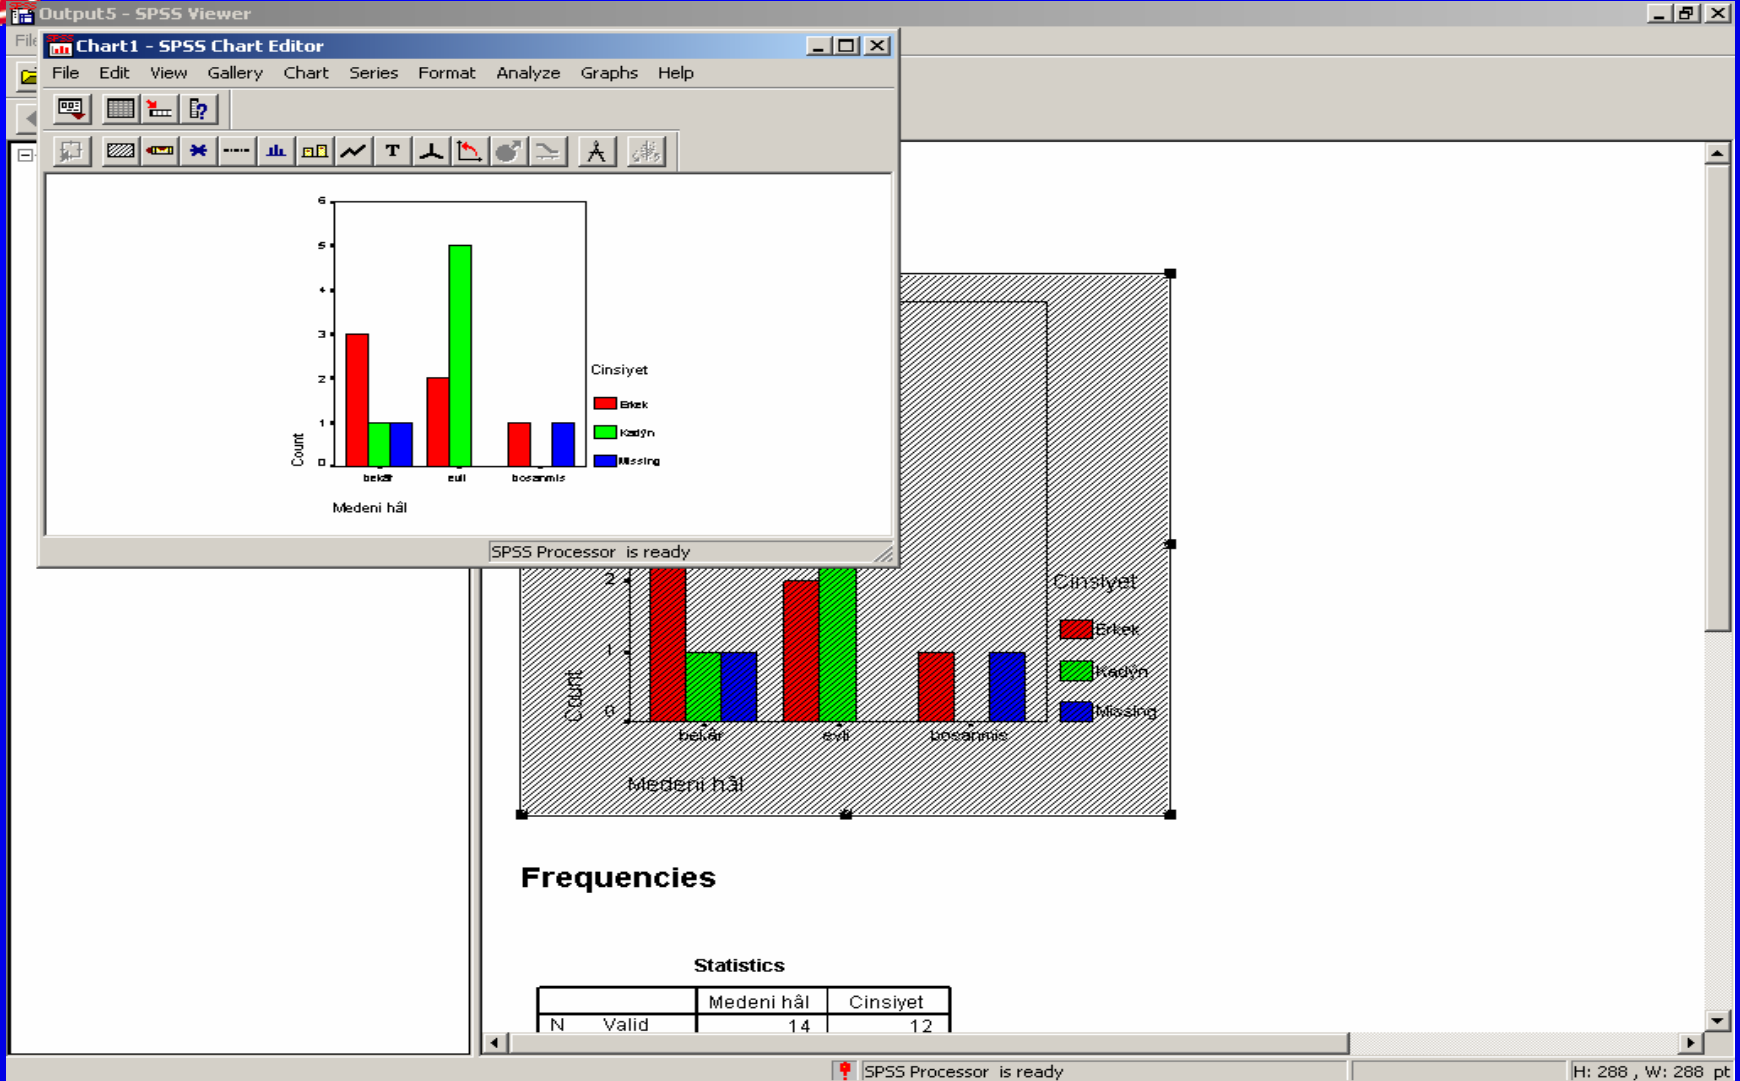 Output5 - SPSS Viewer
File
Chart1 - SPSS Chart Editor
File Edit View Gallery Chart Series Format Analyze Graphs Help
T
6
5
4
3
2
1
0
Count
bekâr evli bosanmis
Medeni hâl
Cinsiyet
Erkek
Kadýn
Missing
SPSS Processor is ready
2
1
0
Count
bekâr evli bosanmis
Medeni hâl
Cinsiyet
Erkek
Kadýn
Missing
Frequencies
Statistics
Medeni hâl Cinsiyet
N Valid 14 12
SPSS Processor is ready
H: 288 , W: 288 pt